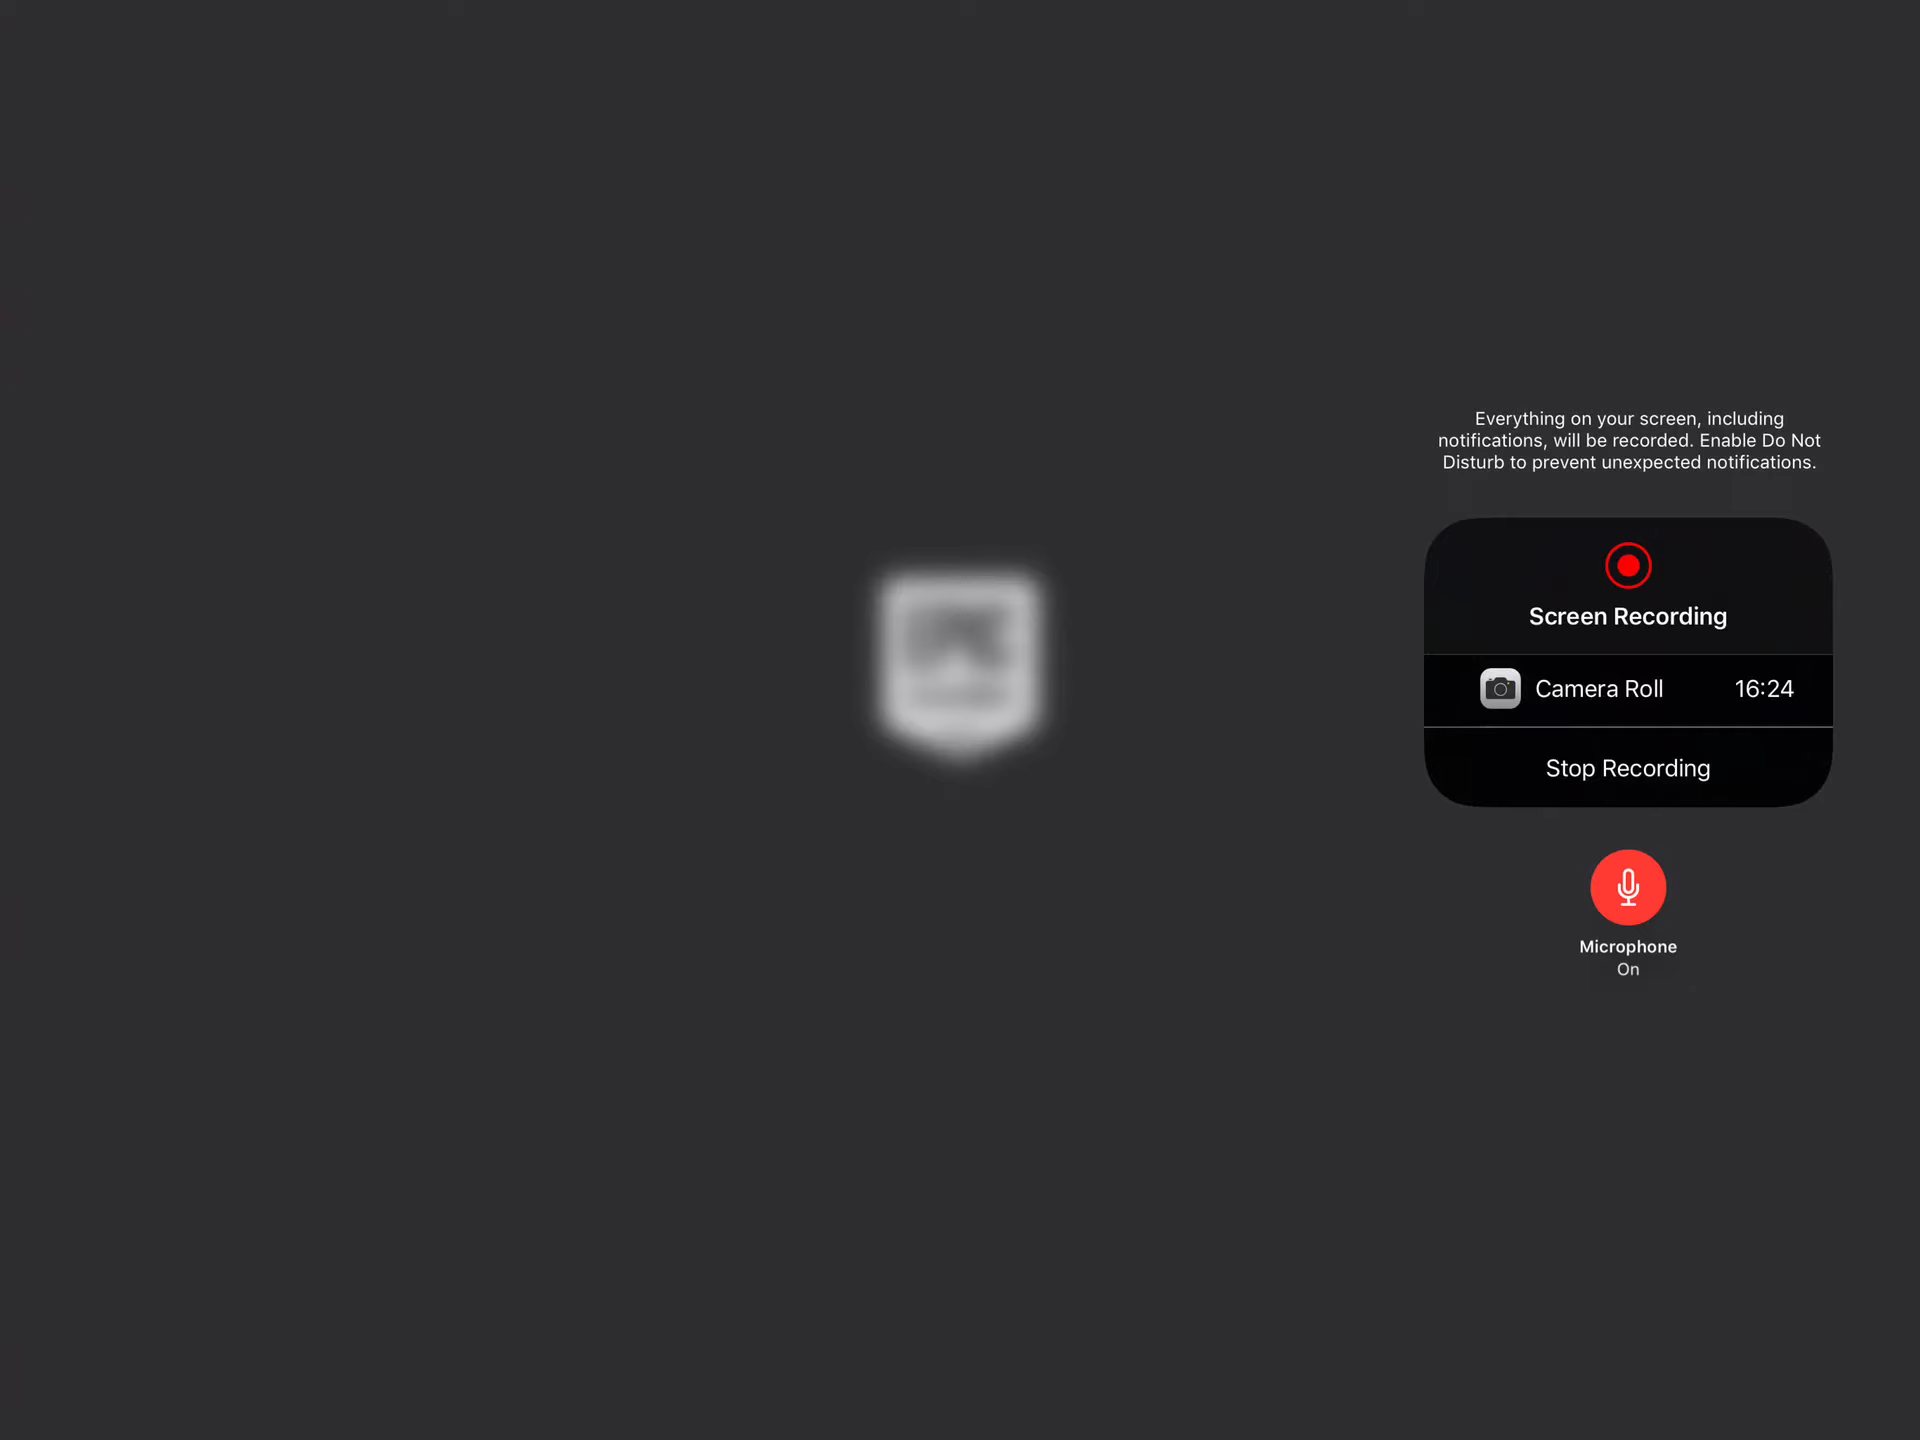 Everything on your screen, including
notifications, will be recorded. Enable Do Not
Disturb to prevent unexpected notifications.
Screen Recording
Camera Roll 16:24
Stop Recording
Microphone
On